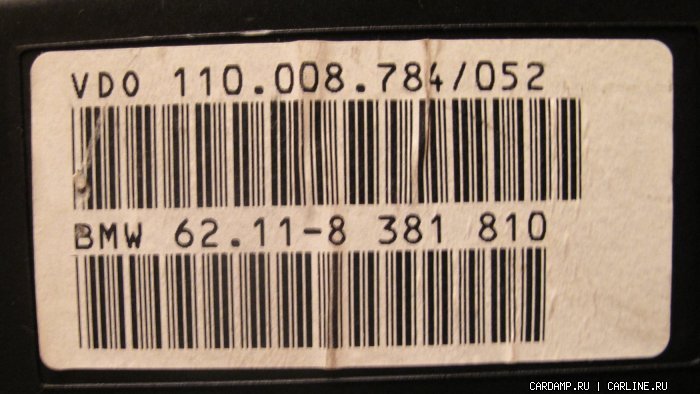 VDO 110.008.784/052
BMW 62.11-8 381 810
CARDAMP.RU | CARLINE.RU